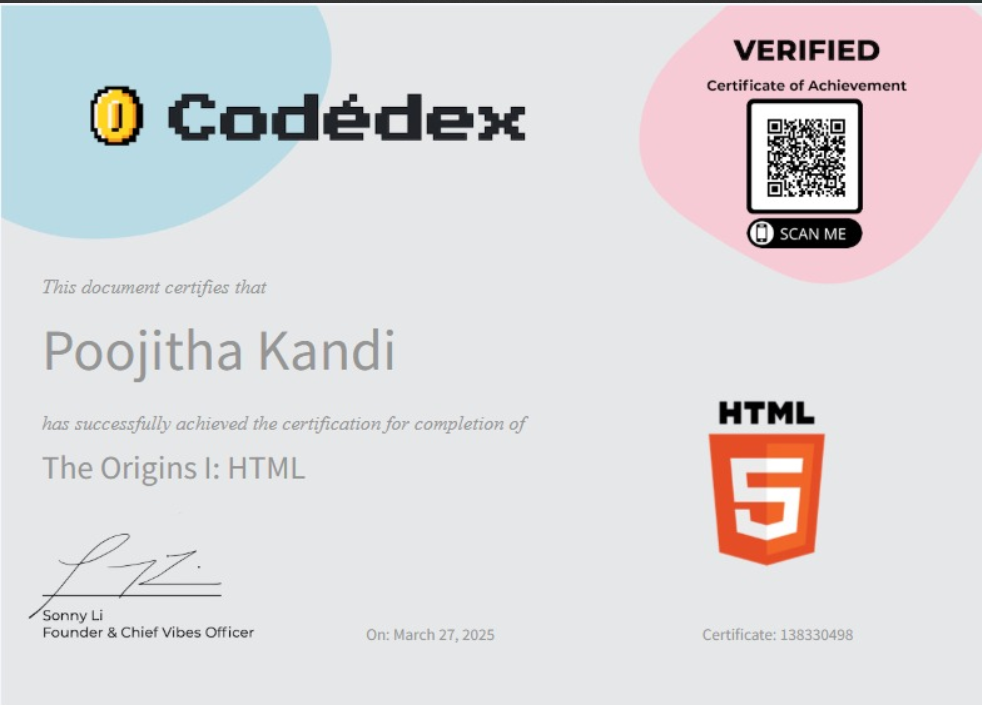 Codédex
VERIFIED
Certificate of Achievement
SCAN ME
This document certifies that
Poojitha Kandi
has successfully achieved the certification for completion of
The Origins I: HTML
HTML
5
Sonny Li
Founder & Chief Vibes Officer
On: March 27, 2025
Certificate: 138330498